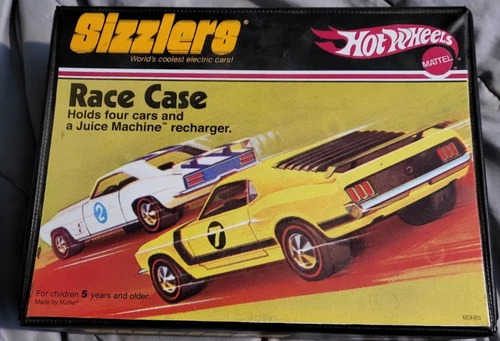 Sizzlers®
World's coolest electric cars!
Hot Wheels
MATTEL
Race Case
Holds four cars and
a Juice Machine™ recharger.
2
7
For children 5 years and older.
Made by Mattel®